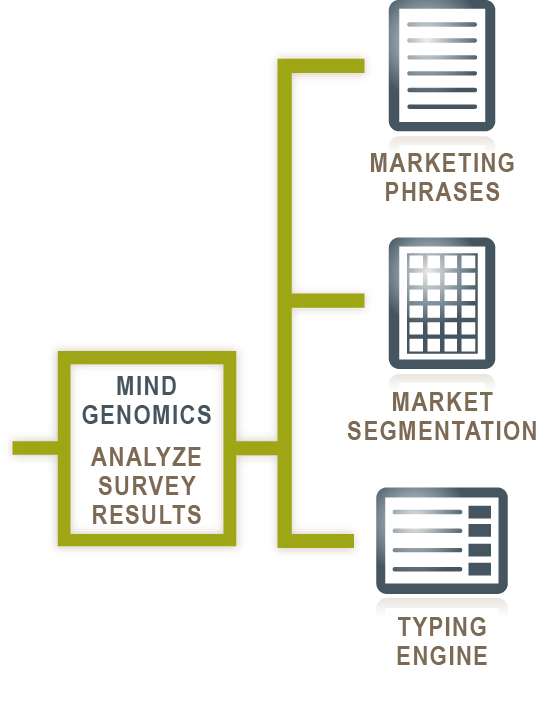 MARKETING
PHRASES
MARKET
SEGMENTATION
MIND
GENOMICS
ANALYZE
SURVEY
RESULTS
TYPING
ENGINE